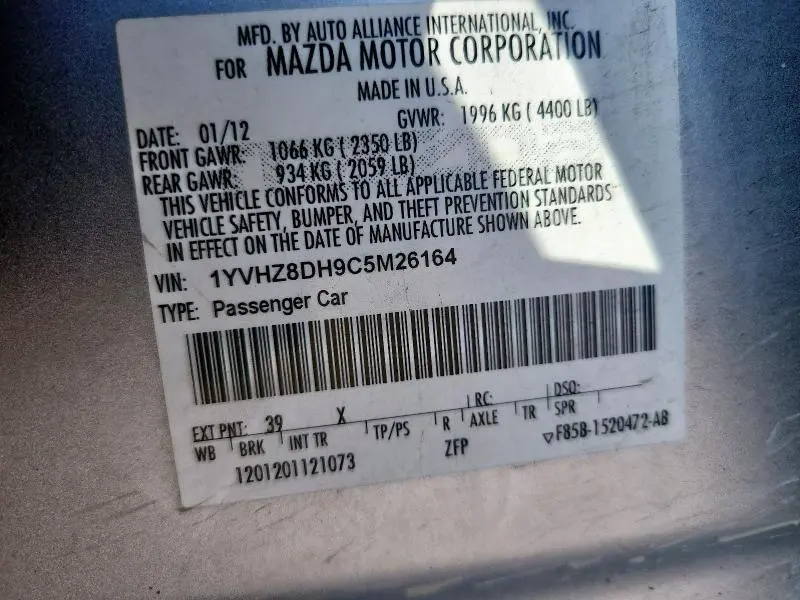 MFD. BY AUTO ALLIANCE INTERNATIONAL, INC.
FOR MAZDA MOTOR CORPORATION
MADE IN U.S.A.
DATE: 01/12 GVWR: 1996 KG ( 4400 LB)
FRONT GAWR: 1066 KG ( 2350 LB)
REAR GAWR: 934 KG ( 2059 LB)
THIS VEHICLE CONFORMS TO ALL APPLICABLE FEDERAL MOTOR
VEHICLE SAFETY, BUMPER, AND THEFT PREVENTION STANDARDS
IN EFFECT ON THE DATE OF MANUFACTURE SHOWN ABOVE.
VIN: 1YVHZ8DH9C5M26164
TYPE: Passenger Car
EXT PNT: 39 X RC: DSO:
WB BRK INT TR TP/PS R AXLE TR SPR
1201201121073 ZFP ▽F85B-1520472-AB